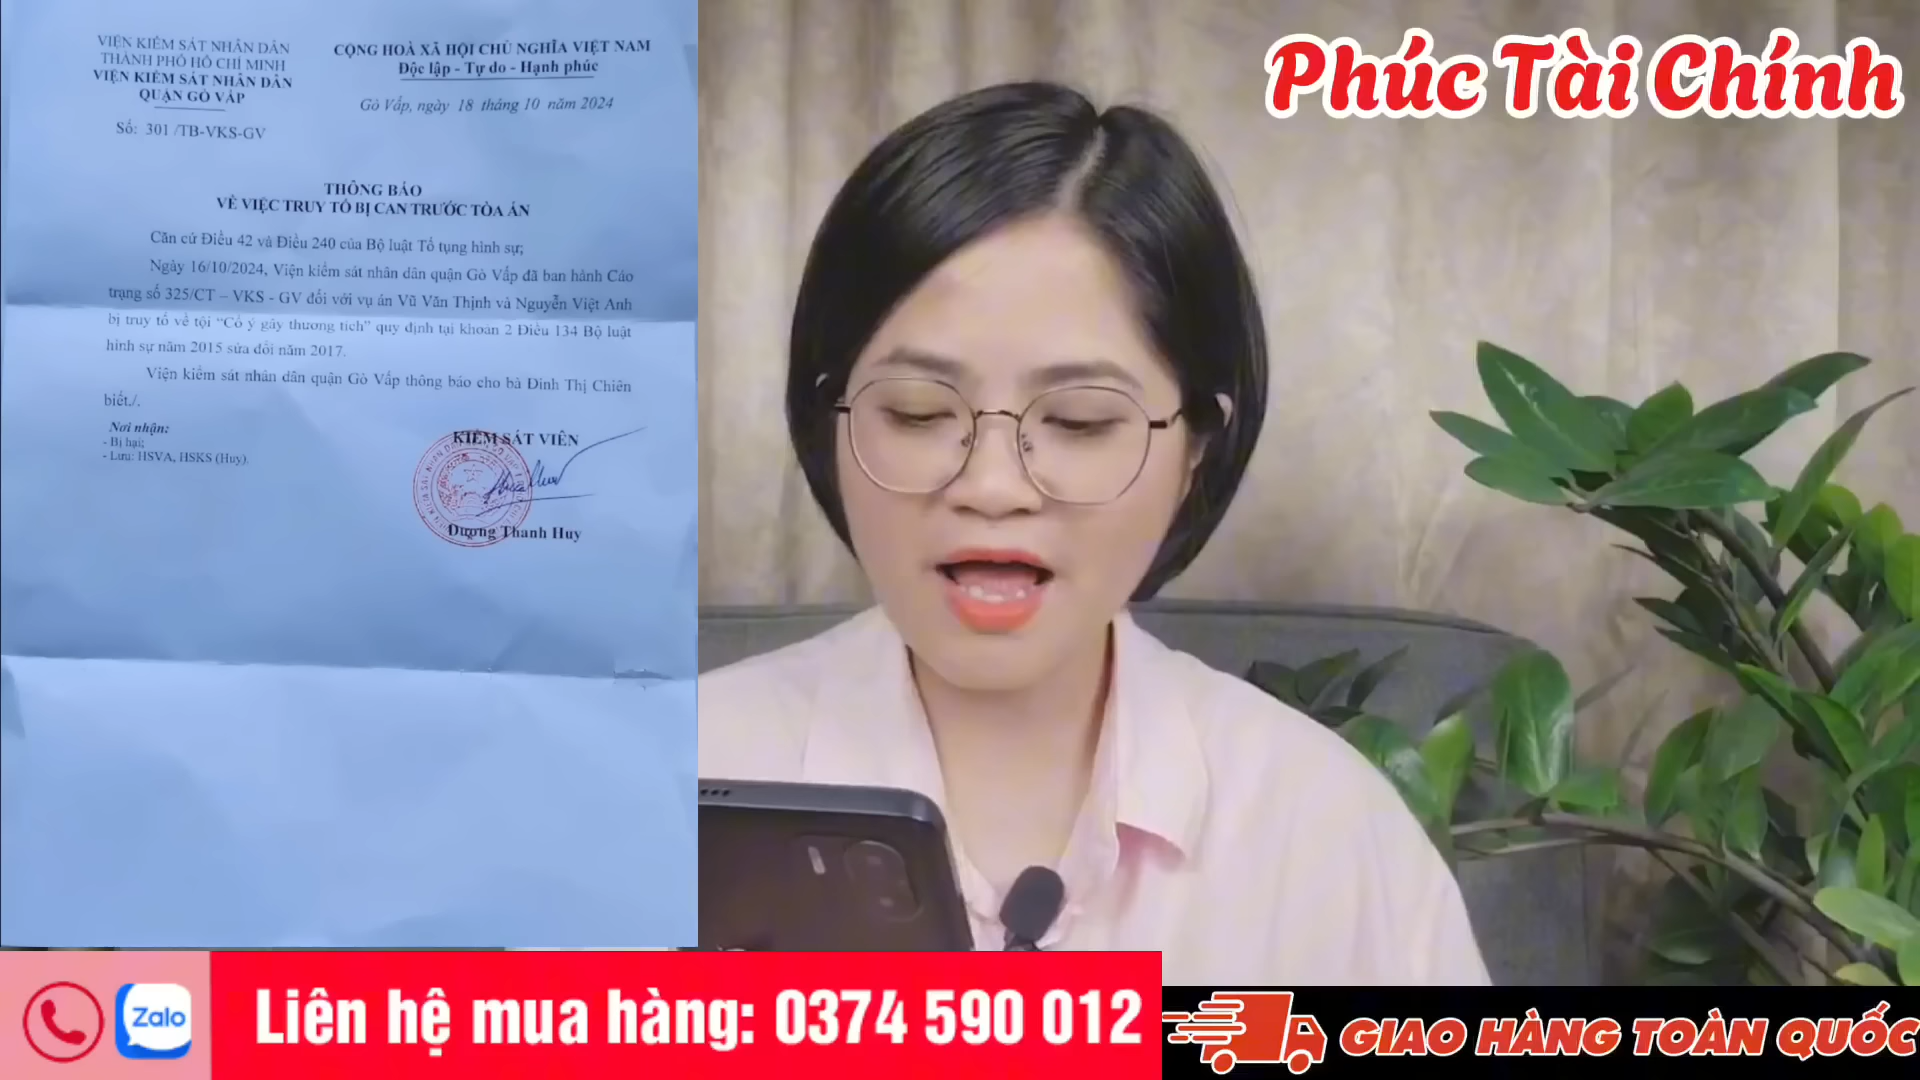 VIỆN KIỂM SÁT NHÂN DÂN
THÀNH PHỐ HỒ CHÍ MINH
VIỆN KIỂM SÁT NHÂN DÂN
QUẬN GÒ VẤP
Số: 301 /TB-VKS-GV
CỘNG HOÀ XÃ HỘI CHỦ NGHĨA VIỆT NAM
Độc lập - Tự do - Hạnh phúc
Gò Vấp, ngày 18 tháng 10 năm 2024
THÔNG BÁO
VỀ VIỆC TRUY TỐ BỊ CAN TRƯỚC TÒA ÁN
Căn cứ Điều 42 và Điều 240 của Bộ luật Tố tụng hình sự;
Ngày 16/10/2024, Viện kiểm sát nhân dân quận Gò Vấp đã ban hành Cáo
trạng số 325/CT – VKS - GV đối với vụ án Vũ Văn Thịnh và Nguyễn Việt Anh
bị truy tố về tội “Cố ý gây thương tích” quy định tại khoản 2 Điều 134 Bộ luật
hình sự năm 2015 sửa đổi năm 2017.
Viện kiểm sát nhân dân quận Gò Vấp thông báo cho bà Đinh Thị Chiên
biết./.
Nơi nhận:
- Bị hại;
- Lưu: HSVA, HSKS (Huy).
KIỂM SÁT VIÊN
Dương Thanh Huy
Phúc Tài Chính
Zalo
Liên hệ mua hàng: 0374 590 012
GIAO HÀNG TOÀN QUỐC